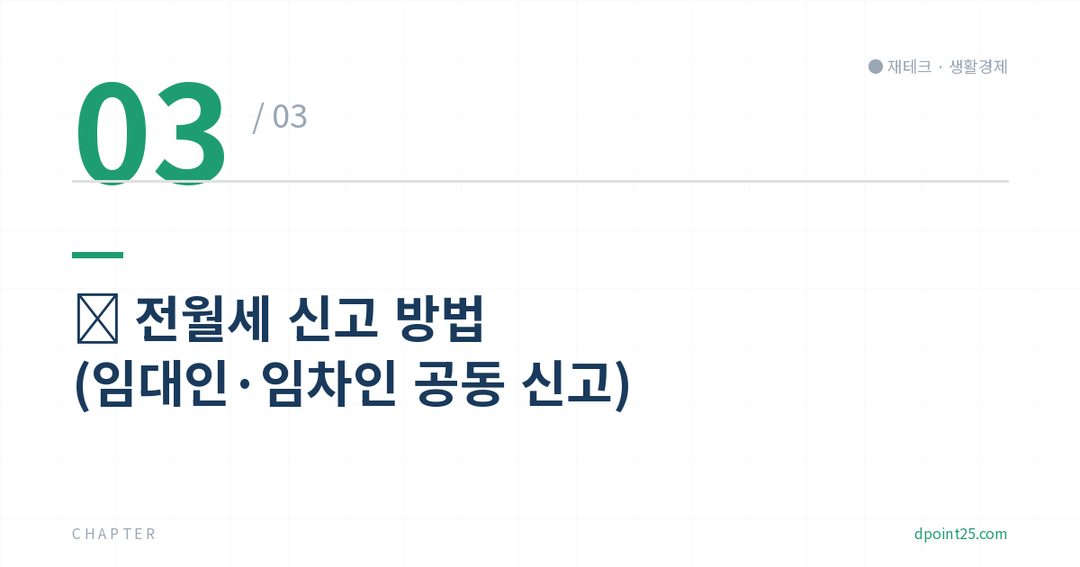 03 / 03
재테크 · 생활경제
전월세 신고 방법
(임대인·임차인 공동 신고)
CHAPTER
dpoint25.com